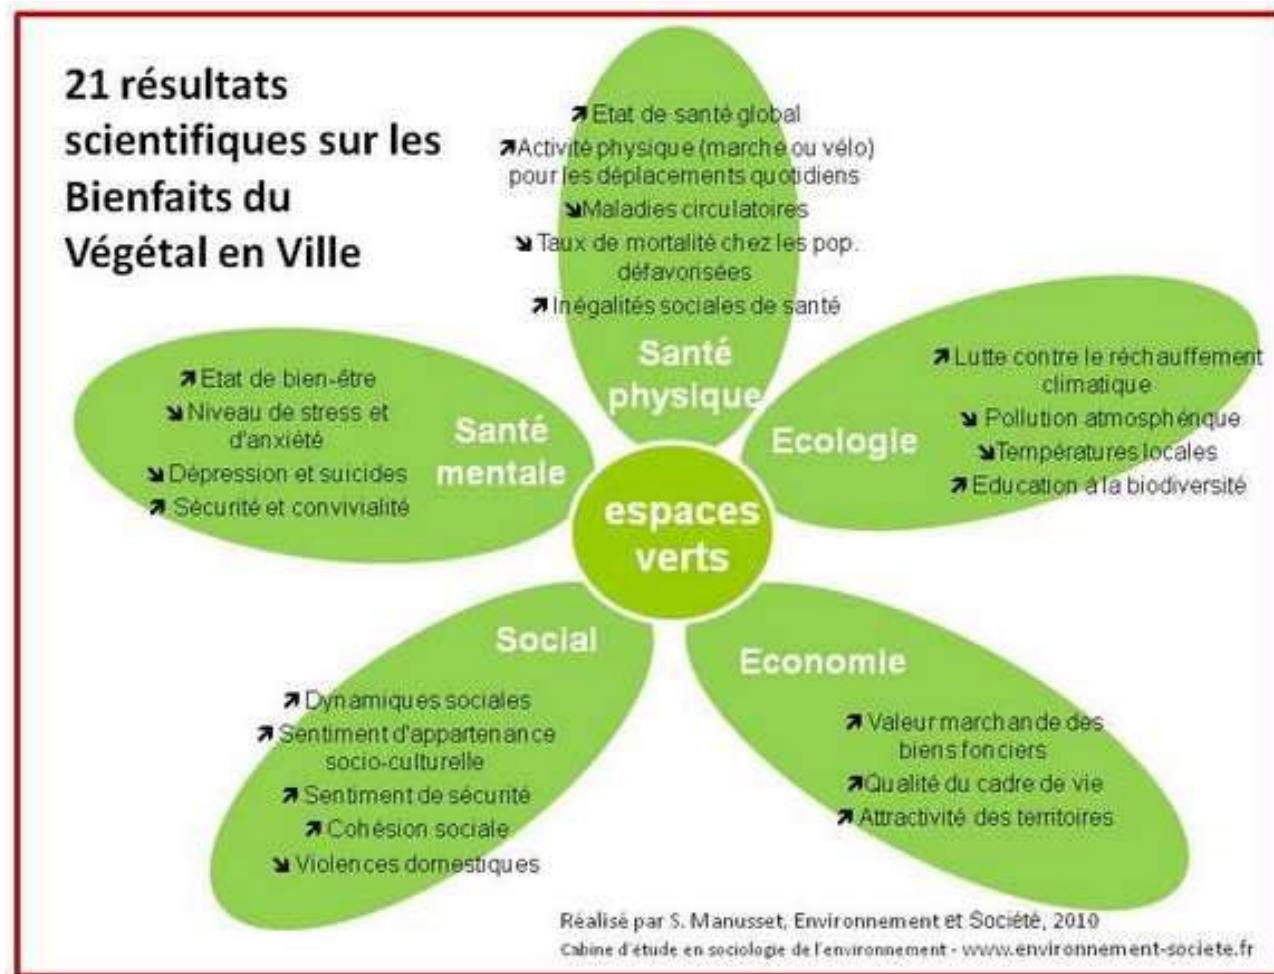 21 résultats
scientifiques sur les
Bienfaits du
Végétal en Ville
↗ Etat de santé global
↗ Activité physique (marche ou vélo)
pour les déplacements quotidiens
↘ Maladies circulatoires
↘ Taux de mortalité chez les pop.
défavorisées
↗ Inégalités sociales de santé
Santé
physique
↗ Lutte contre le réchauffement
climatique
↘ Pollution atmosphérique
↘ Températures locales
↗ Education à la biodiversité
Ecologie
↗ Etat de bien-être
↘ Niveau de stress et
d'anxiété
↘ Dépression et suicides
↗ Sécurité et convivialité
Santé
mentale
espaces
verts
Social
↗ Dynamiques sociales
↗ Sentiment d'appartenance
socio-culturelle
↗ Sentiment de sécurité
↗ Cohésion sociale
↘ Violences domestiques
Economie
↗ Valeur marchande des
biens fonciers
↗ Qualité du cadre de vie
↗ Attractivité des territoires
Réalisé par S. Manusset, Environnement et Société, 2010
Cabine d'étude en sociologie de l'environnement - www.environnement-societe.fr